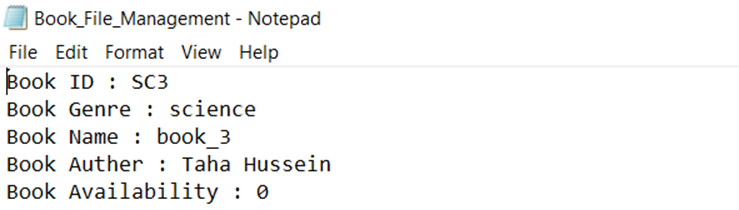 Book_File_Management - Notepad
File Edit Format View Help
Book ID : SC3
Book Genre : science
Book Name : book_3
Book Auther : Taha Hussein
Book Availability : 0